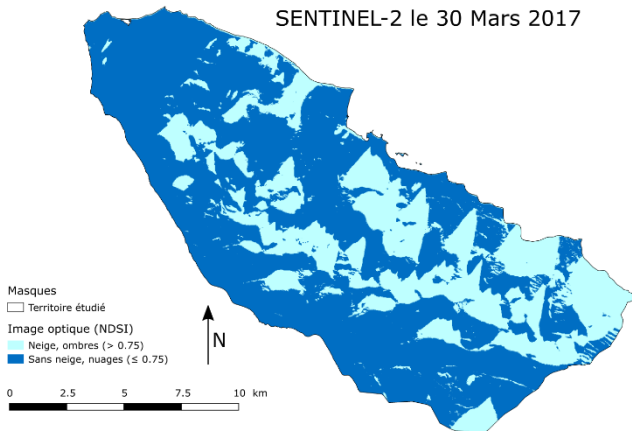 SENTINEL-2 le 30 Mars 2017
Masques
Territoire étudié
Image optique (NDSI)
Neige, ombres (> 0.75)
Sans neige, nuages (≤ 0.75)
N
0 2.5 5 7.5 10 km